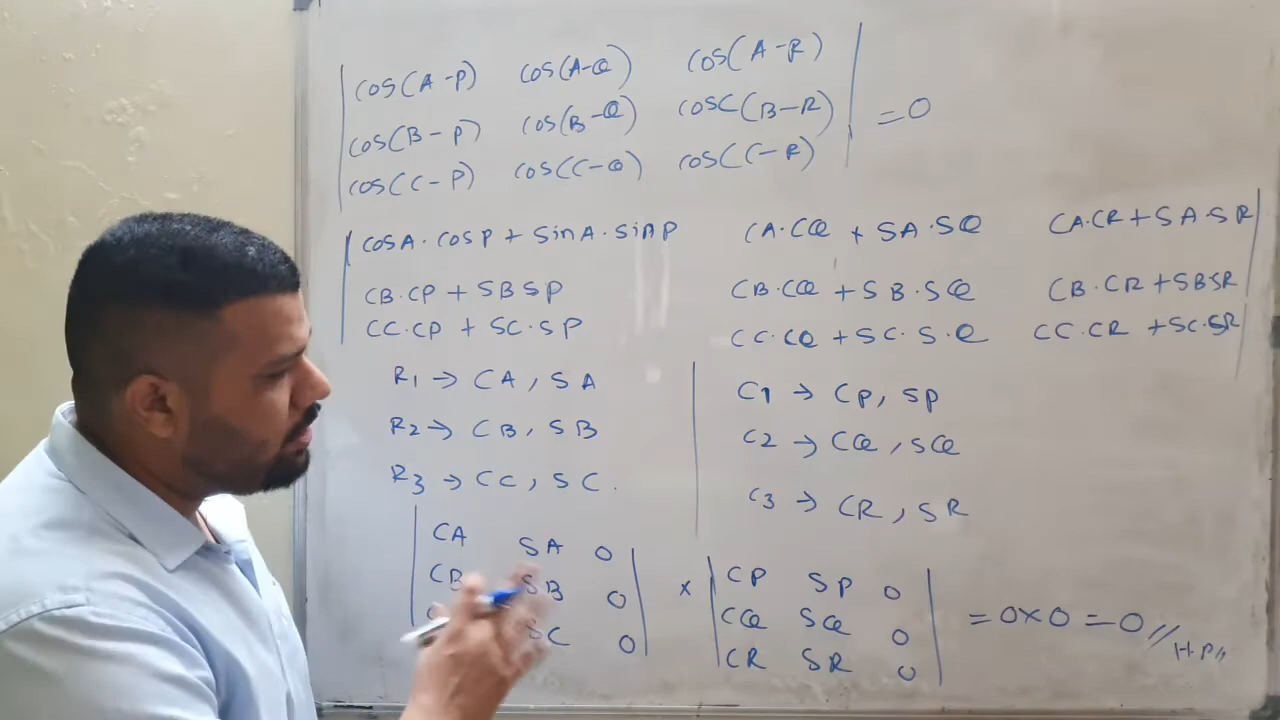 cos(A-P) cos(A-Q) cos(A-R)
cos(B-P) cos(B-Q) cosC(B-R) =0
cos(C-P) cos(C-Q) cos(C-R)
cosA·cosP + sinA·sinP CA·CQ + SA·SQ CA·CR + SA·SR
CB·CP + SBSP CB·CQ + SB·SQ CB·CR + SBSR
CC·CP + SC·SP CC·CQ + SC·S·Q CC·CR + SC·SR
R1 → CA, SA
R2 → CB, SB
R3 → CC, SC.
C1 → CP, SP
C2 → CQ, SQ
C3 → CR, SR
CA SA 0
CB SB 0
SC 0
×
CP SP 0
CQ SQ 0
CR SR 0
= 0×0 = 0 // H.P//